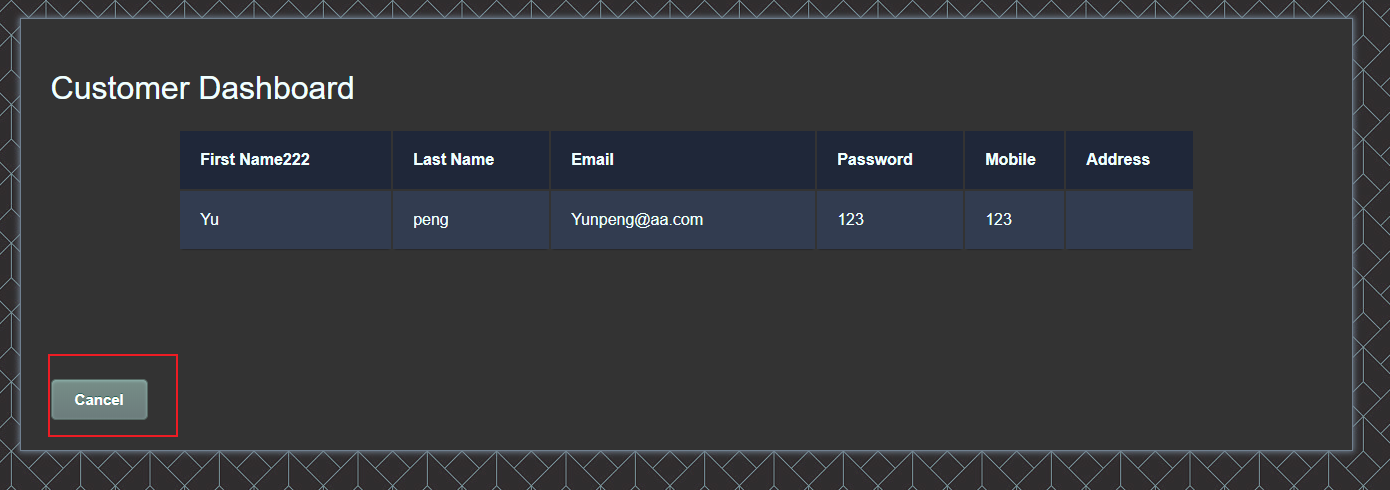 Customer Dashboard
First Name222 Last Name Email Password Mobile Address
Yu peng Yunpeng@aa.com 123 123
Cancel